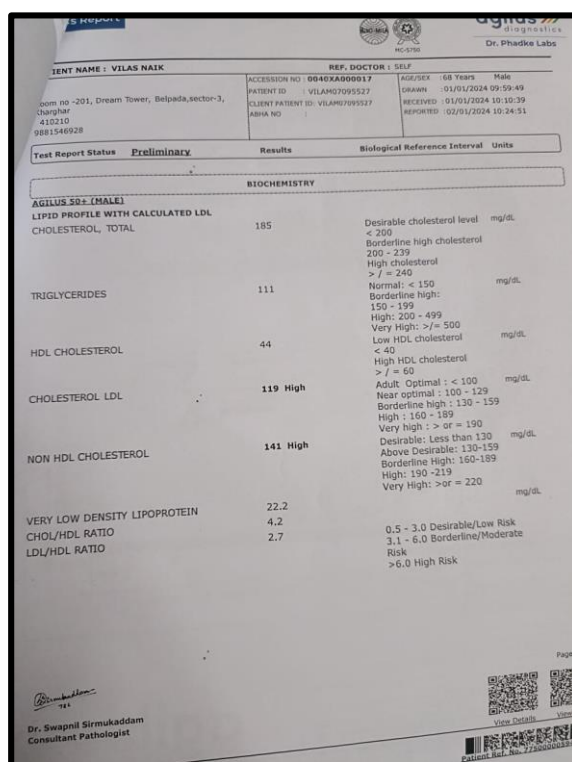 s Report
agilus
diagnostics
Dr. Phadke Labs
MC-5750
IENT NAME : VILAS NAIK
REF. DOCTOR : SELF
oom no -201, Dream Tower, Belpada,sector-3,
Kharghar
410210
9881546928
ACCESSION NO : 0040XA000017
PATIENT ID : VILAM07095527
CLIENT PATIENT ID: VILAM07095527
ABHA NO :
AGE/SEX :68 Years Male
DRAWN :01/01/2024 09:59:49
RECEIVED :01/01/2024 10:10:39
REPORTED :02/01/2024 10:24:51
Test Report Status Preliminary Results Biological Reference Interval Units
BIOCHEMISTRY
AGILUS 50+ (MALE)
LIPID PROFILE WITH CALCULATED LDL
CHOLESTEROL, TOTAL 185 Desirable cholesterol level mg/dL
< 200
Borderline high cholesterol
200 - 239
High cholesterol
> / = 240
TRIGLYCERIDES 111 Normal: < 150 mg/dL
Borderline high:
150 - 199
High: 200 - 499
Very High: >/= 500
HDL CHOLESTEROL 44 Low HDL cholesterol mg/dL
< 40
High HDL cholesterol
> / = 60
CHOLESTEROL LDL 119 High Adult Optimal : < 100 mg/dL
Near optimal : 100 - 129
Borderline high : 130 - 159
High : 160 - 189
Very high : > or = 190
NON HDL CHOLESTEROL 141 High Desirable: Less than 130 mg/dL
Above Desirable: 130-159
Borderline High: 160-189
High: 190 -219
Very High: >or = 220
VERY LOW DENSITY LIPOPROTEIN 22.2 mg/dL
CHOL/HDL RATIO 4.2
LDL/HDL RATIO 2.7 0.5 - 3.0 Desirable/Low Risk
3.1 - 6.0 Borderline/Moderate
Risk
>6.0 High Risk
Dr. Swapnil Sirmukaddam
Consultant Pathologist
Page
View Details
View
Patient Ref. No. 775000005